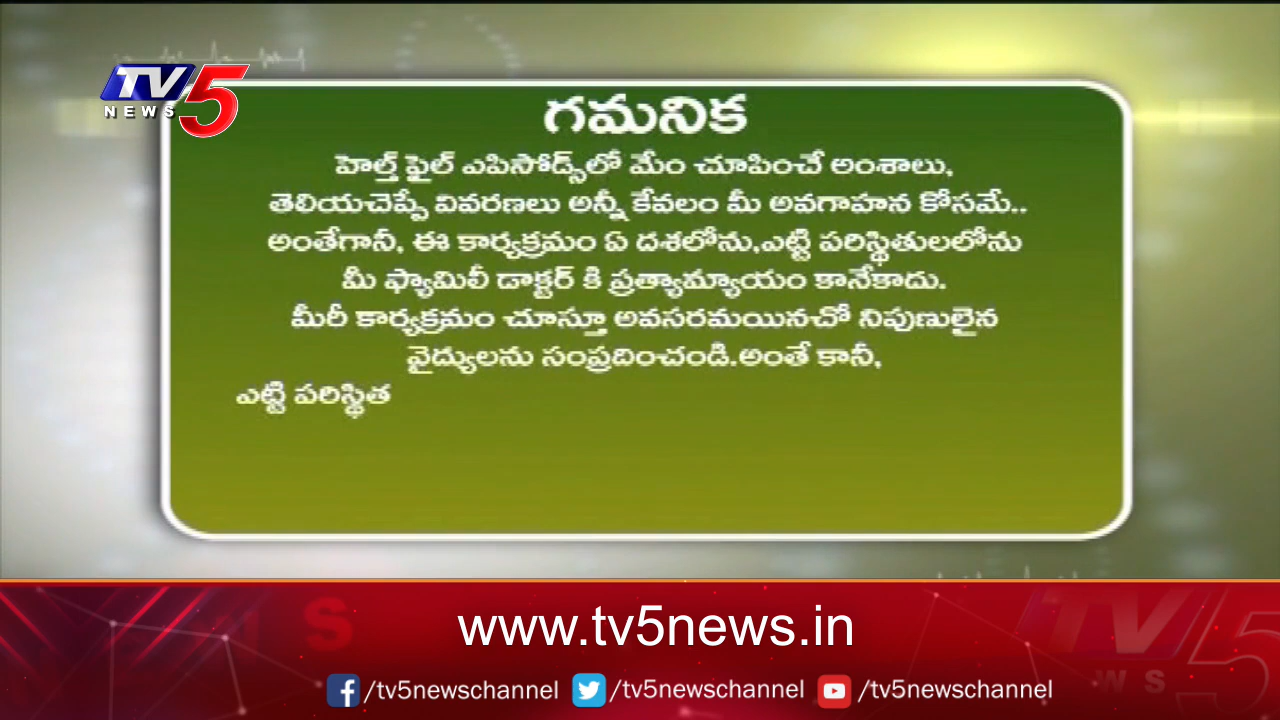 TV5
NEWS
గమనిక
హెల్త్ ఫైల్ ఎపిసోడ్స్‌లో మేం చూపించే అంశాలు,
తెలియచెప్పే వివరణలు అన్నీ కేవలం మీ అవగాహన కోసమే..
అంతేగానీ, ఈ కార్యక్రమం ఏ దశలోను,ఎట్టి పరిస్థితులలోను
మీ ఫ్యామిలీ డాక్టర్ కి ప్రత్యామ్యాయం కానేకాదు.
మీరీ కార్యక్రమం చూస్తూ అవసరమయినచో నిపుణులైన
వైద్యులను సంప్రదించండి.అంతే కానీ,
ఎట్టి పరిస్థిత
www.tv5news.in
/tv5newschannel /tv5newschannel /tv5newschannel